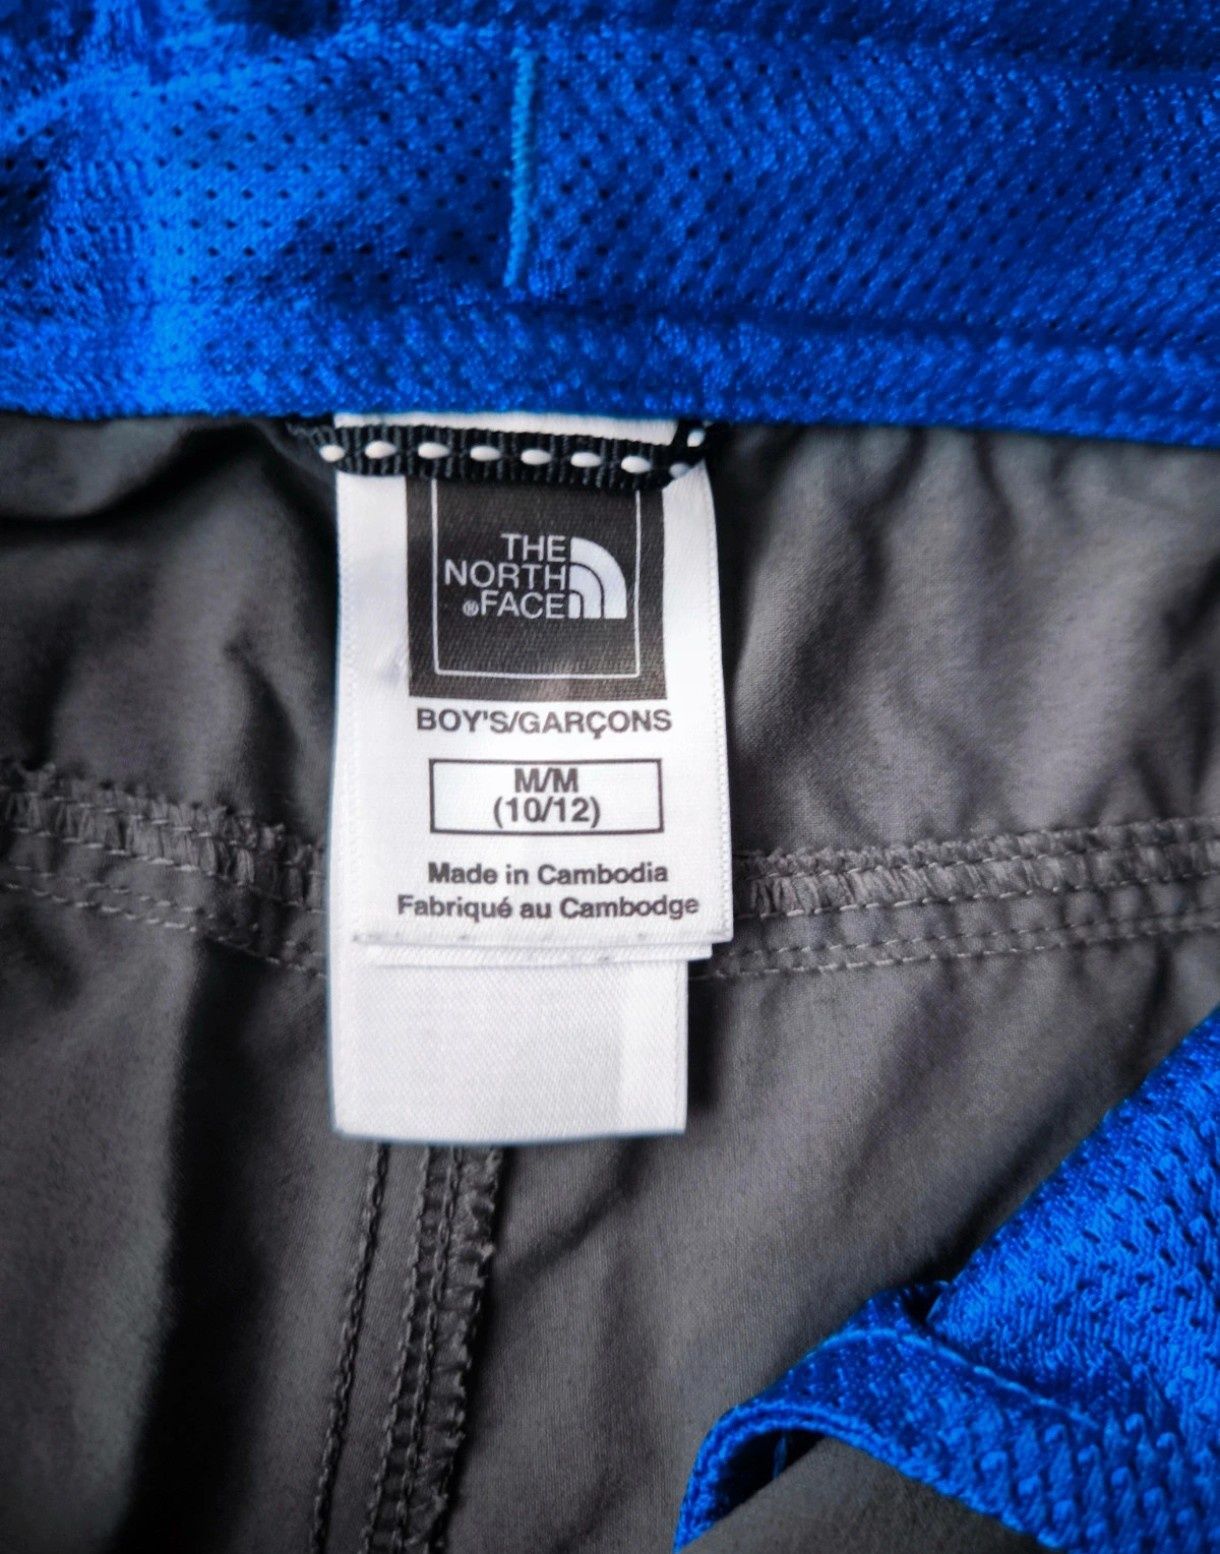 THE
NORTH
®FACE
BOY'S/GARÇONS
M/M
(10/12)
Made in Cambodia
Fabriqué au Cambodge